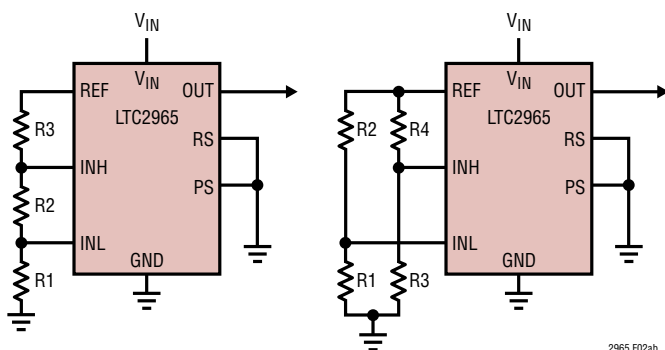 VIN
VIN
REF
OUT
LTC2965
R3
RS
INH
R2
PS
INL
R1
GND
VIN
VIN
REF
OUT
LTC2965
R2
R4
RS
INH
PS
INL
R1
R3
GND
2965 F02ab